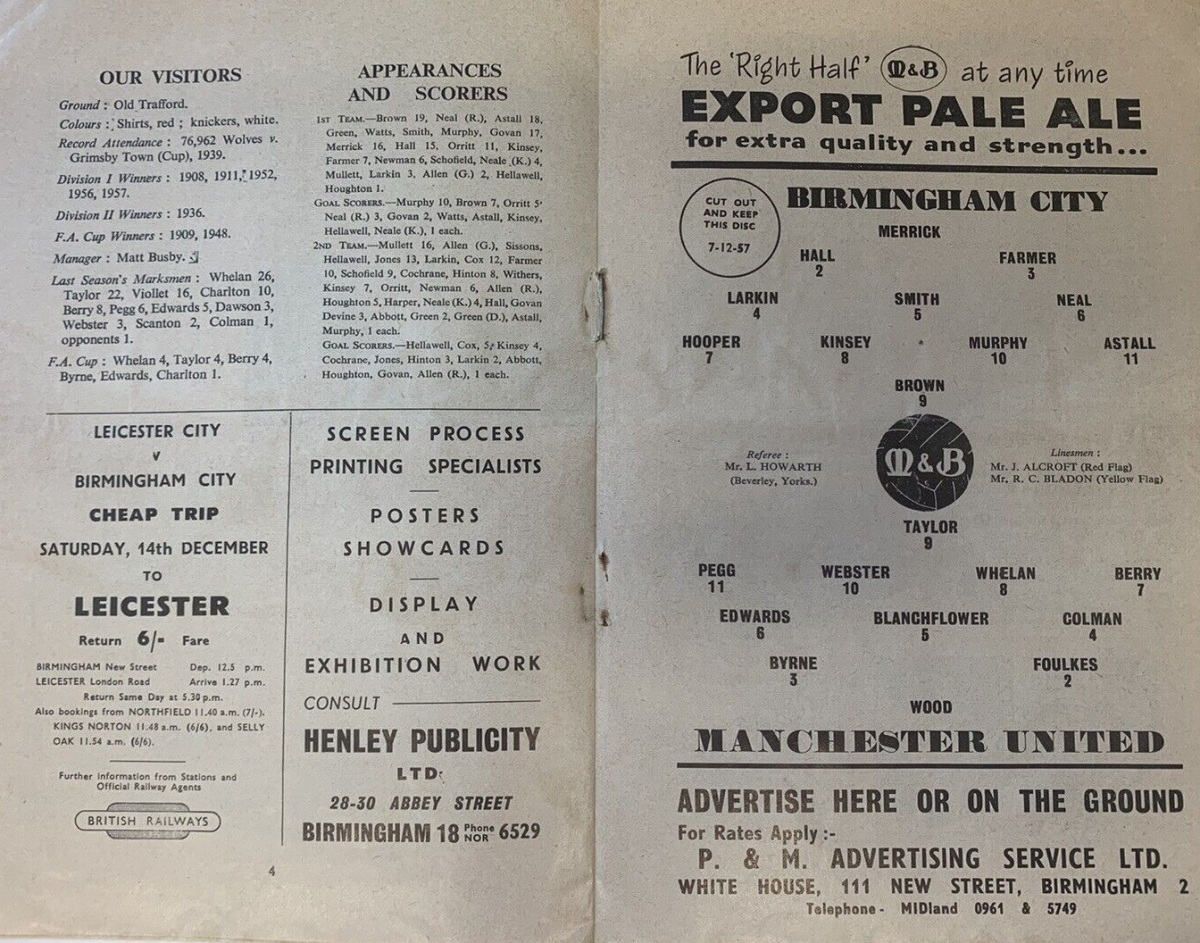 OUR VISITORS
Ground : Old Trafford.
Colours : Shirts, red ; knickers, white.
Record Attendance : 76,962 Wolves v.
Grimsby Town (Cup), 1939.
Division I Winners : 1908, 1911, 1952,
1956, 1957.
Division II Winners : 1936.
F.A. Cup Winners : 1909, 1948.
Manager : Matt Busby.
Last Season's Marksmen : Whelan 26,
Taylor 22, Viollet 16, Charlton 10,
Berry 8, Pegg 6, Edwards 5, Dawson 3,
Webster 3, Scanton 2, Colman 1,
opponents 1.
F.A. Cup : Whelan 4, Taylor 4, Berry 4,
Byrne, Edwards, Charlton 1.
APPEARANCES
AND SCORERS
1ST TEAM.—Brown 19, Neal (R.), Astall 18,
Green, Watts, Smith, Murphy, Govan 17,
Merrick 16, Hall 15, Orritt 11, Kinsey,
Farmer 7, Newman 6, Schofield, Neale (K.) 4,
Mullett, Larkin 3, Allen (G.) 2, Hellawell,
Houghton 1.
GOAL SCORERS.—Murphy 10, Brown 7, Orritt 5,
Neal (R.) 3, Govan 2, Watts, Astall, Kinsey,
Hellawell, Neale (K.), 1 each.
2ND TEAM.—Mullett 16, Allen (G.), Sissons,
Hellawell, Jones 13, Larkin, Cox 12, Farmer
10, Schofield 9, Cochrane, Hinton 8, Withers,
Kinsey 7, Orritt, Newman 6, Allen (R.),
Houghton 5, Harper, Neale (K.) 4, Hall, Govan
Devine 3, Abbott, Green 2, Green (D.), Astall,
Murphy, 1 each.
GOAL SCORERS.—Hellawell, Cox, 5, Kinsey 4,
Cochrane, Jones, Hinton 3, Larkin 2, Abbott,
Houghton, Govan, Allen (R.), 1 each.
LEICESTER CITY
v
BIRMINGHAM CITY
CHEAP TRIP
SATURDAY, 14th DECEMBER
TO
LEICESTER
Return 6/- Fare
BIRMINGHAM New Street Dep. 12.5 p.m.
LEICESTER London Road Arrive 1.27 p.m.
Return Same Day at 5.30 p.m.
Also bookings from NORTHFIELD 11.40 a.m. (7/-).
KINGS NORTON 11.48 a.m. (6/6), and SELLY
OAK 11.54 a.m. (6/6).
Further Information from Stations and
Official Railway Agents
BRITISH RAILWAYS
SCREEN PROCESS
PRINTING SPECIALISTS
POSTERS
SHOWCARDS
DISPLAY
AND
EXHIBITION WORK
CONSULT
HENLEY PUBLICITY
LTD.
28-30 ABBEY STREET
BIRMINGHAM 18 Phone NOR 6529
4
The 'Right Half' M&B at any time
EXPORT PALE ALE
for extra quality and strength...
CUT OUT
AND KEEP
THIS DISC
7-12-57
BIRMINGHAM CITY
MERRICK
HALL FARMER
2 3
LARKIN SMITH NEAL
4 5 6
HOOPER KINSEY MURPHY ASTALL
7 8 10 11
BROWN
9
Referee :
Mr. L. HOWARTH
(Beverley, Yorks.)
M&B
Linesmen :
Mr. J. ALCROFT (Red Flag)
Mr. R. C. BLADON (Yellow Flag)
TAYLOR
9
PEGG WEBSTER WHELAN BERRY
11 10 8 7
EDWARDS BLANCHFLOWER COLMAN
6 5 4
BYRNE FOULKES
3 2
WOOD
MANCHESTER UNITED
ADVERTISE HERE OR ON THE GROUND
For Rates Apply :-
P. & M. ADVERTISING SERVICE LTD.
WHITE HOUSE, 111 NEW STREET, BIRMINGHAM 2
Telephone - MIDland 0961 & 5749